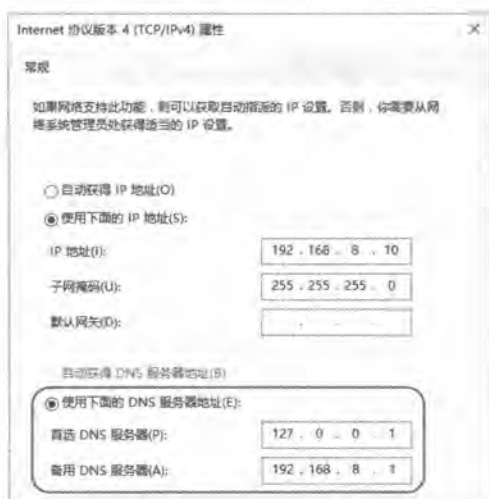 Internet 协议版本 4 (TCP/IPv4) 属性
常规
如果网络支持此功能，则可以获取自动指派的 IP 设置。否则，你需要从网
络系统管理员处获得适当的 IP 设置。
自动获得 IP 地址(O)
使用下面的 IP 地址(S):
IP 地址(I): 192 . 168 . 8 . 10
子网掩码(U): 255 . 255 . 255 . 0
默认网关(D): . . .
自动获得 DNS 服务器地址(B)
使用下面的 DNS 服务器地址(E):
首选 DNS 服务器(P): 127 . 0 . 0 . 1
备用 DNS 服务器(A): 192 . 168 . 8 . 1